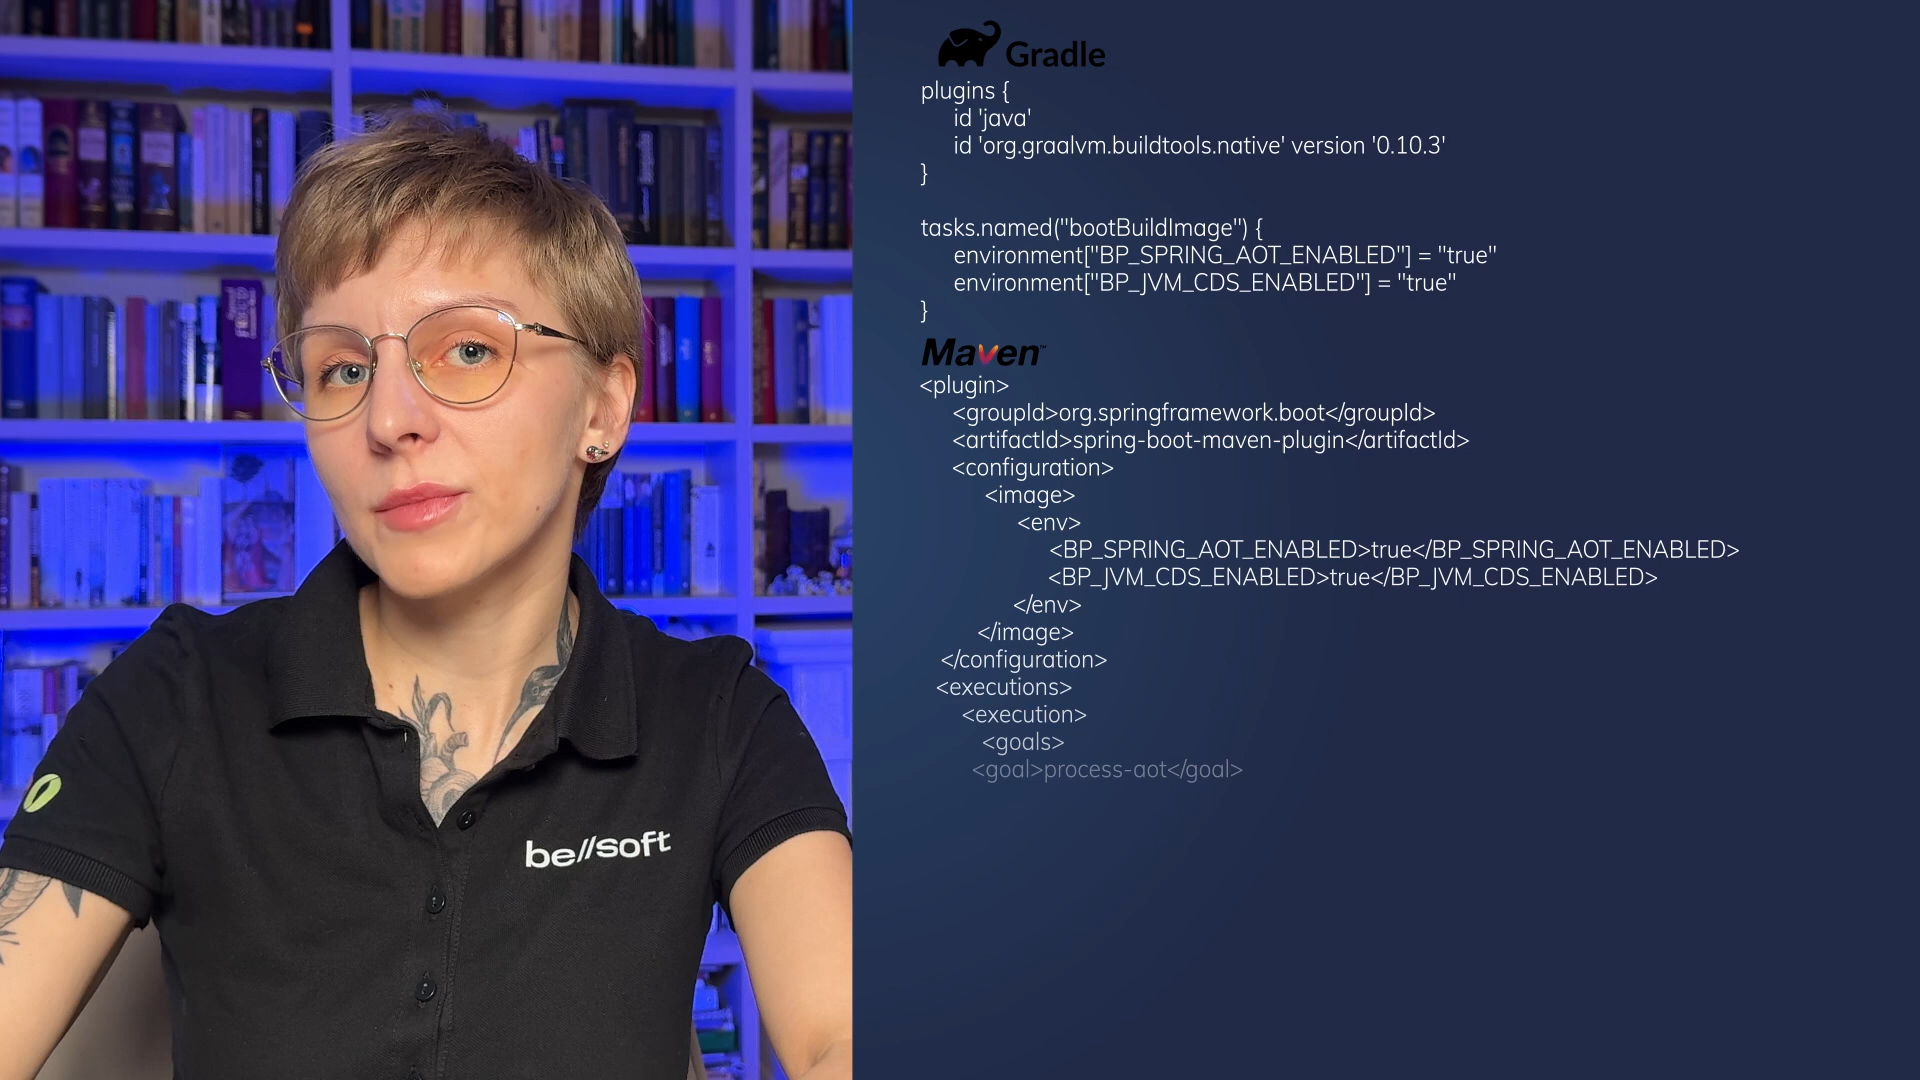 Gradle
plugins {
id 'java'
id 'org.graalvm.buildtools.native' version '0.10.3'
}
tasks.named("bootBuildImage") {
environment["BP_SPRING_AOT_ENABLED"] = "true"
environment["BP_JVM_CDS_ENABLED"] = "true"
}
Maven™
<plugin>
<groupId>org.springframework.boot</groupId>
<artifactId>spring-boot-maven-plugin</artifactId>
<configuration>
<image>
<env>
<BP_SPRING_AOT_ENABLED>true</BP_SPRING_AOT_ENABLED>
<BP_JVM_CDS_ENABLED>true</BP_JVM_CDS_ENABLED>
</env>
</image>
</configuration>
<executions>
<execution>
<goals>
<goal>process-aot</goal>
be//soft